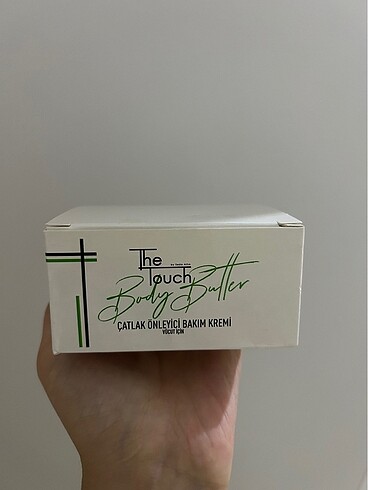 The
Touch
Body Butter
ÇATLAK ÖNLEYİCİ BAKIM KREMİ
VÜCUT İÇİN